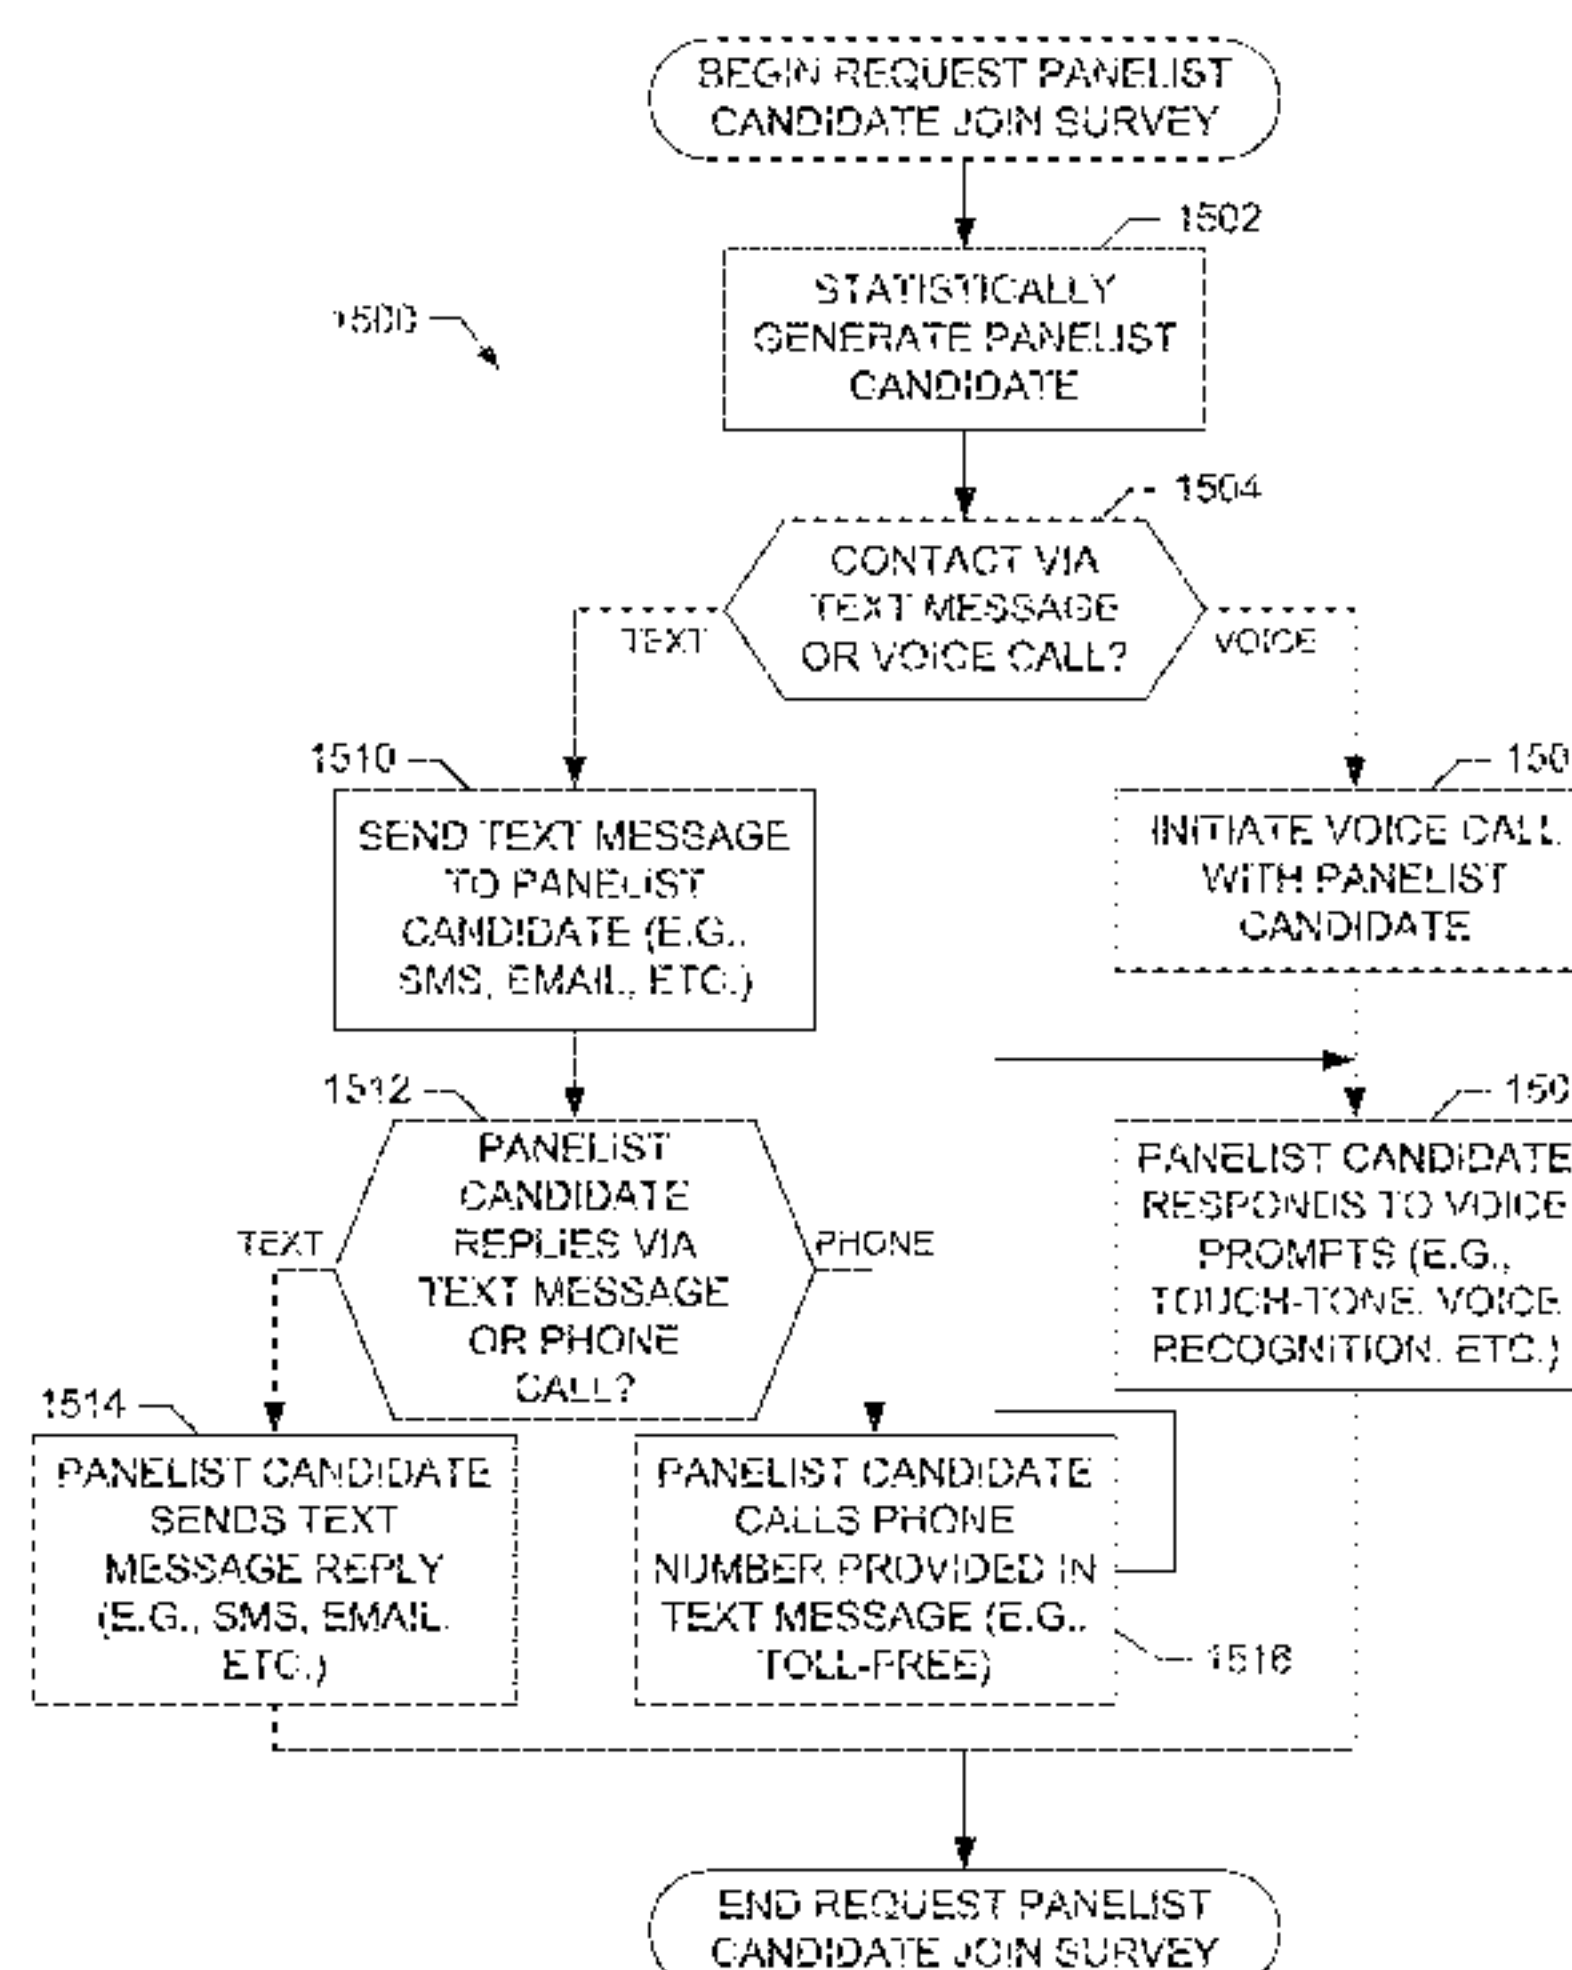 BEGIN REQUEST PANELIST
CANDIDATE JOIN SURVEY
1502
STATISTICALLY
GENERATE PANELIST
CANDIDATE
1500
1504
CONTACT VIA
TEXT MESSAGE
OR VOICE CALL?
TEXT
VOICE
1510
SEND TEXT MESSAGE
TO PANELIST
CANDIDATE (E.G.,
SMS, EMAIL, ETC.)
150
INITIATE VOICE CALL
WITH PANELIST
CANDIDATE
1512
PANELIST
CANDIDATE
REPLIES VIA
TEXT MESSAGE
OR PHONE
CALL?
TEXT
PHONE
150
PANELIST CANDIDATE
RESPONDS TO VOICE
PROMPTS (E.G.,
TOUCH-TONE, VOICE
RECOGNITION, ETC.)
1514
PANELIST CANDIDATE
SENDS TEXT
MESSAGE REPLY
(E.G., SMS, EMAIL,
ETC.)
PANELIST CANDIDATE
CALLS PHONE
NUMBER PROVIDED IN
TEXT MESSAGE (E.G.,
TOLL-FREE)
1516
END REQUEST PANELIST
CANDIDATE JOIN SURVEY